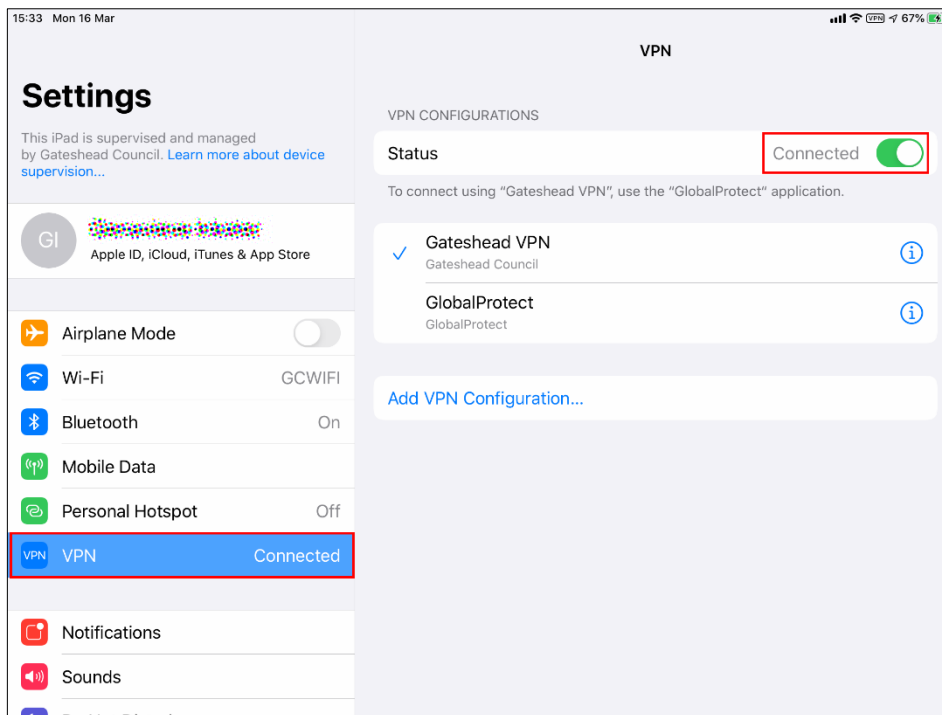 15:33 Mon 16 Mar
VPN 67%
Settings
This iPad is supervised and managed
by Gateshead Council. Learn more about device
supervision...
GI
Apple ID, iCloud, iTunes & App Store
Airplane Mode
Wi-Fi GCWIFI
Bluetooth On
Mobile Data
Personal Hotspot Off
VPN VPN Connected
Notifications
Sounds
VPN
VPN CONFIGURATIONS
Status Connected
To connect using “Gateshead VPN”, use the “GlobalProtect” application.
Gateshead VPN
Gateshead Council
GlobalProtect
GlobalProtect
Add VPN Configuration...